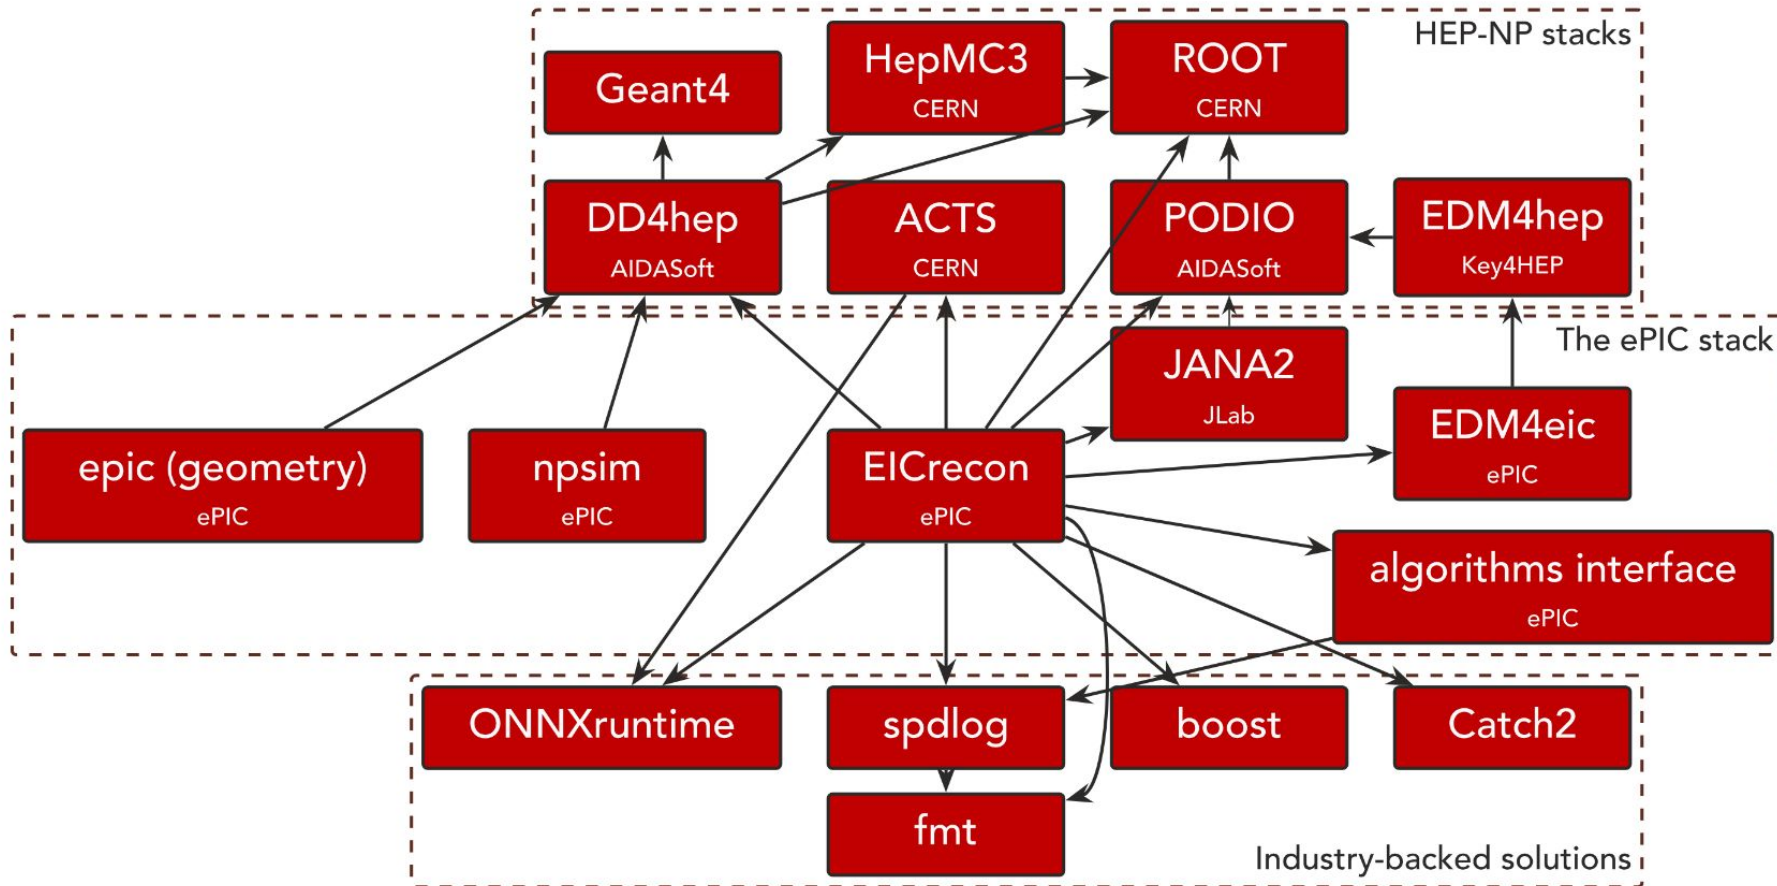 HEP-NP stacks
Geant4
HepMC3
CERN
ROOT
CERN
DD4hep
AIDASoft
ACTS
CERN
PODIO
AIDASoft
EDM4hep
Key4HEP
The ePIC stack
JANA2
JLab
EDM4eic
ePIC
epic (geometry)
ePIC
npsim
ePIC
EICrecon
ePIC
algorithms interface
ePIC
ONNXruntime
spdlog
boost
Catch2
fmt
Industry-backed solutions